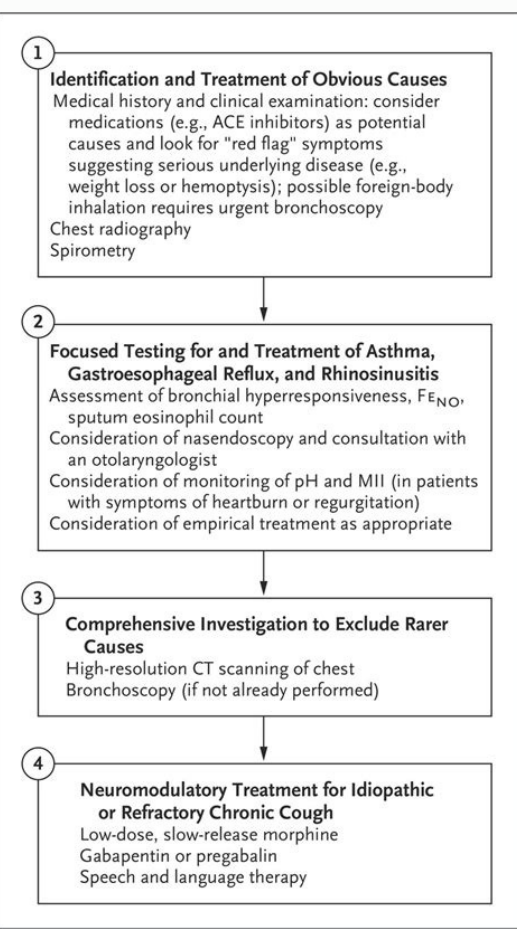 1
Identification and Treatment of Obvious Causes
Medical history and clinical examination: consider
medications (e.g., ACE inhibitors) as potential
causes and look for "red flag" symptoms
suggesting serious underlying disease (e.g.,
weight loss or hemoptysis); possible foreign-body
inhalation requires urgent bronchoscopy
Chest radiography
Spirometry
2
Focused Testing for and Treatment of Asthma,
Gastroesophageal Reflux, and Rhinosinusitis
Assessment of bronchial hyperresponsiveness, FENO,
sputum eosinophil count
Consideration of nasendoscopy and consultation with
an otolaryngologist
Consideration of monitoring of pH and MII (in patients
with symptoms of heartburn or regurgitation)
Consideration of empirical treatment as appropriate
3
Comprehensive Investigation to Exclude Rarer
Causes
High-resolution CT scanning of chest
Bronchoscopy (if not already performed)
4
Neuromodulatory Treatment for Idiopathic
or Refractory Chronic Cough
Low-dose, slow-release morphine
Gabapentin or pregabalin
Speech and language therapy